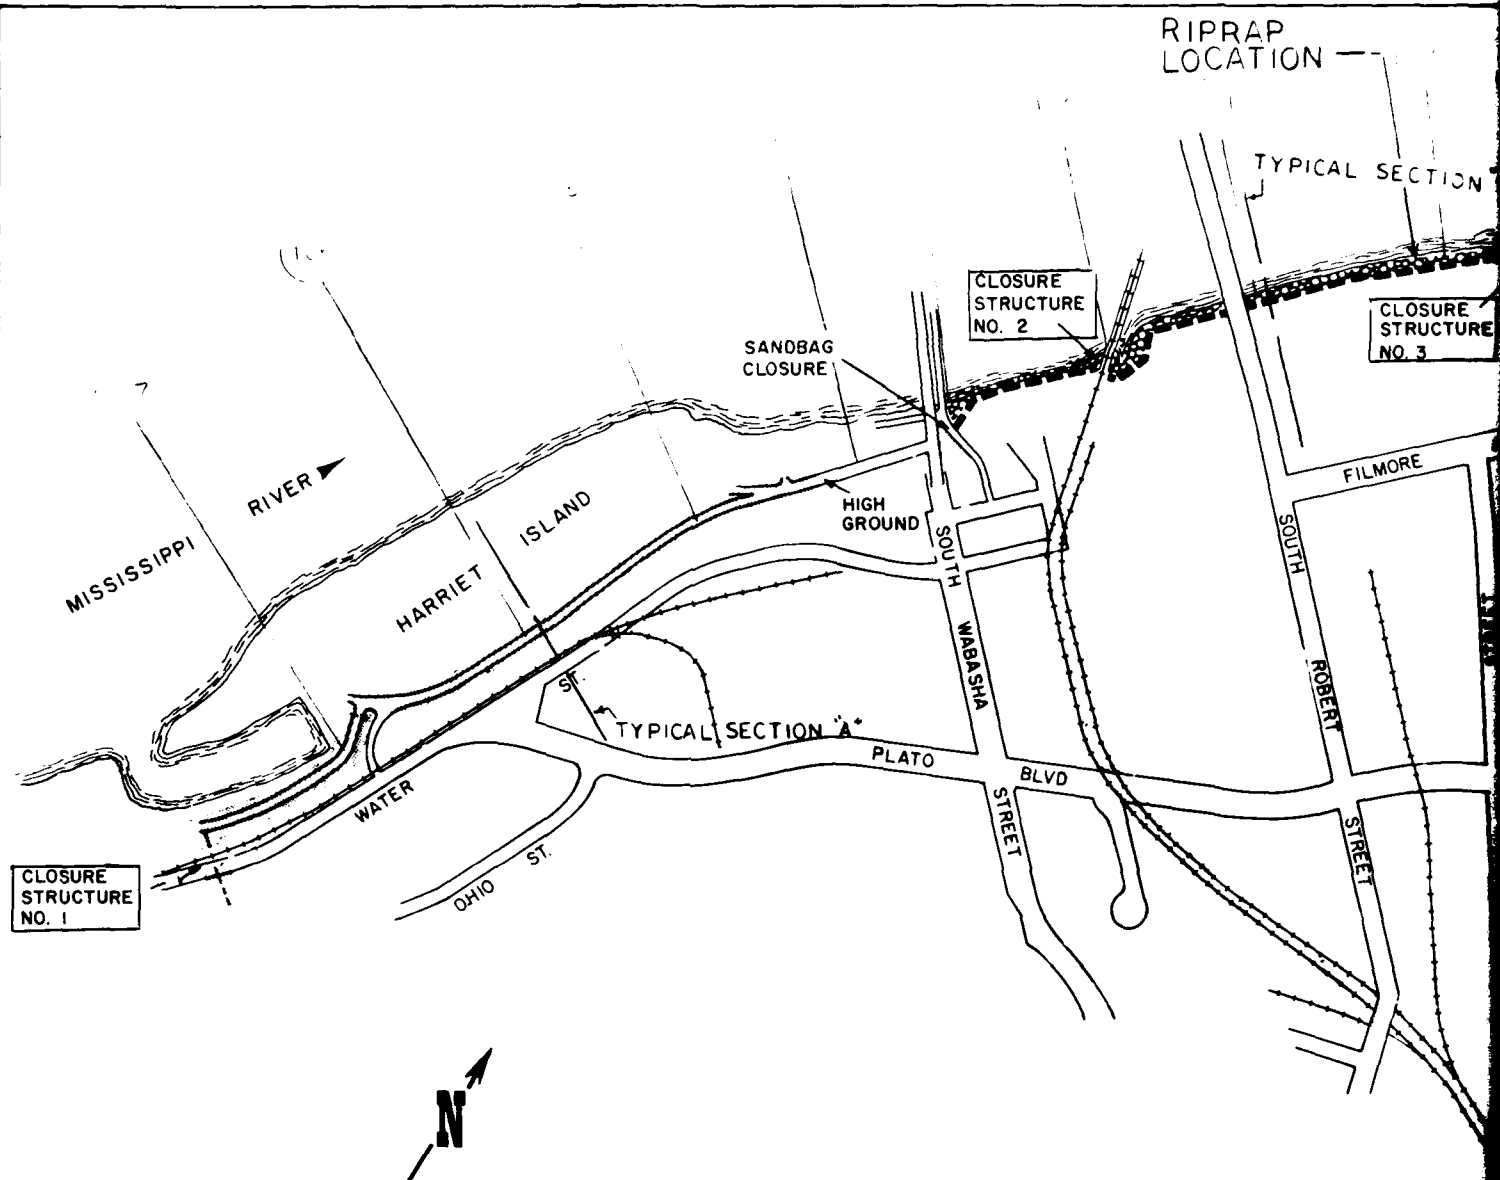 RIPRAP
LOCATION
TYPICAL SECTION
CLOSURE
STRUCTURE
NO. 2
CLOSURE
STRUCTURE
NO. 3
SANDBAG
CLOSURE
RIVER
MISSISSIPPI
HARRIET ISLAND
HIGH
GROUND
FILMORE
SOUTH WABASHA STREET
SOUTH ROBERT STREET
ST.
TYPICAL SECTION "A"
PLATO BLVD
WATER
OHIO ST.
CLOSURE
STRUCTURE
NO. 1
N